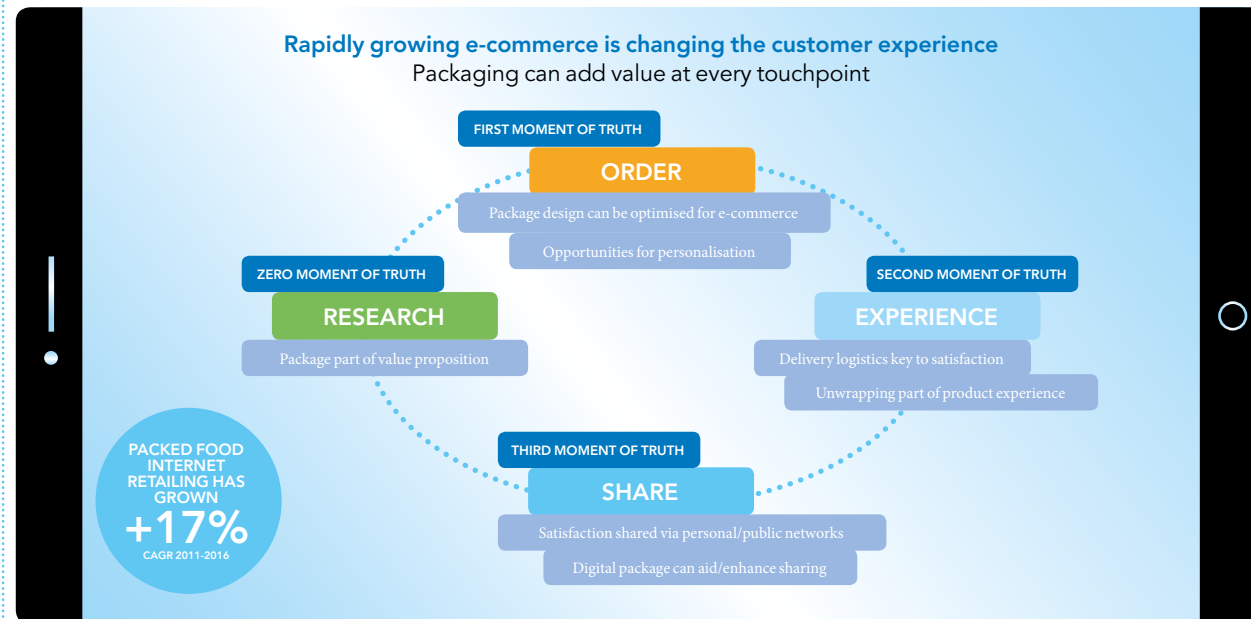 Rapidly growing e-commerce is changing the customer experience
Packaging can add value at every touchpoint
FIRST MOMENT OF TRUTH
ORDER
Package design can be optimised for e-commerce
Opportunities for personalisation
ZERO MOMENT OF TRUTH
RESEARCH
Package part of value proposition
SECOND MOMENT OF TRUTH
EXPERIENCE
Delivery logistics key to satisfaction
Unwrapping part of product experience
THIRD MOMENT OF TRUTH
SHARE
Satisfaction shared via personal/public networks
Digital package can aid/enhance sharing
PACKED FOOD
INTERNET
RETAILING HAS
GROWN
+17%
CAGR 2011-2016